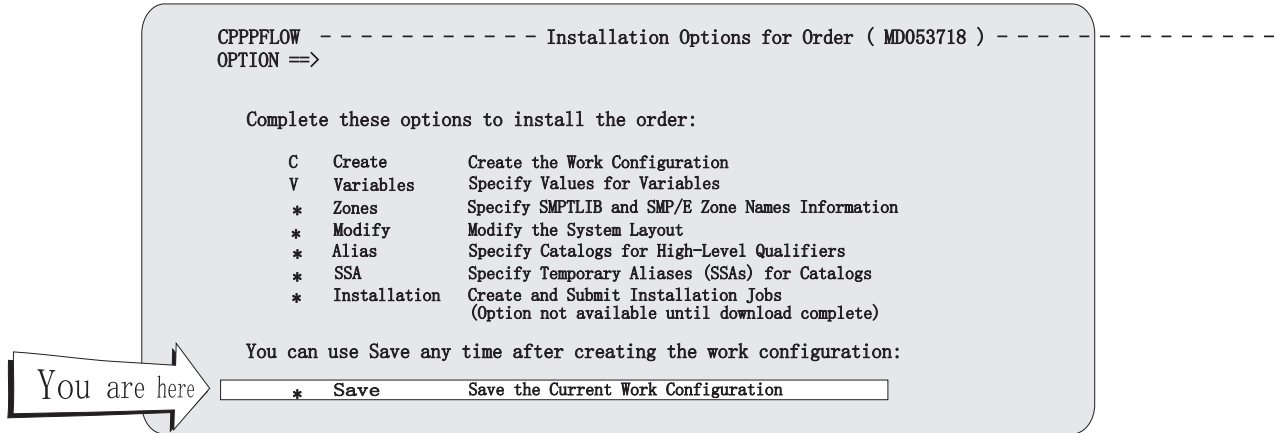 CPPPFLOW - - - - - - - - - - - Installation Options for Order ( MD053718 ) - - - - - - - - - - - - - - -
OPTION ==>
Complete these options to install the order:
C Create Create the Work Configuration
V Variables Specify Values for Variables
* Zones Specify SMPTLIB and SMP/E Zone Names Information
* Modify Modify the System Layout
* Alias Specify Catalogs for High-Level Qualifiers
* SSA Specify Temporary Aliases (SSAs) for Catalogs
* Installation Create and Submit Installation Jobs
(Option not available until download complete)
You can use Save any time after creating the work configuration:
You are here
* Save Save the Current Work Configuration